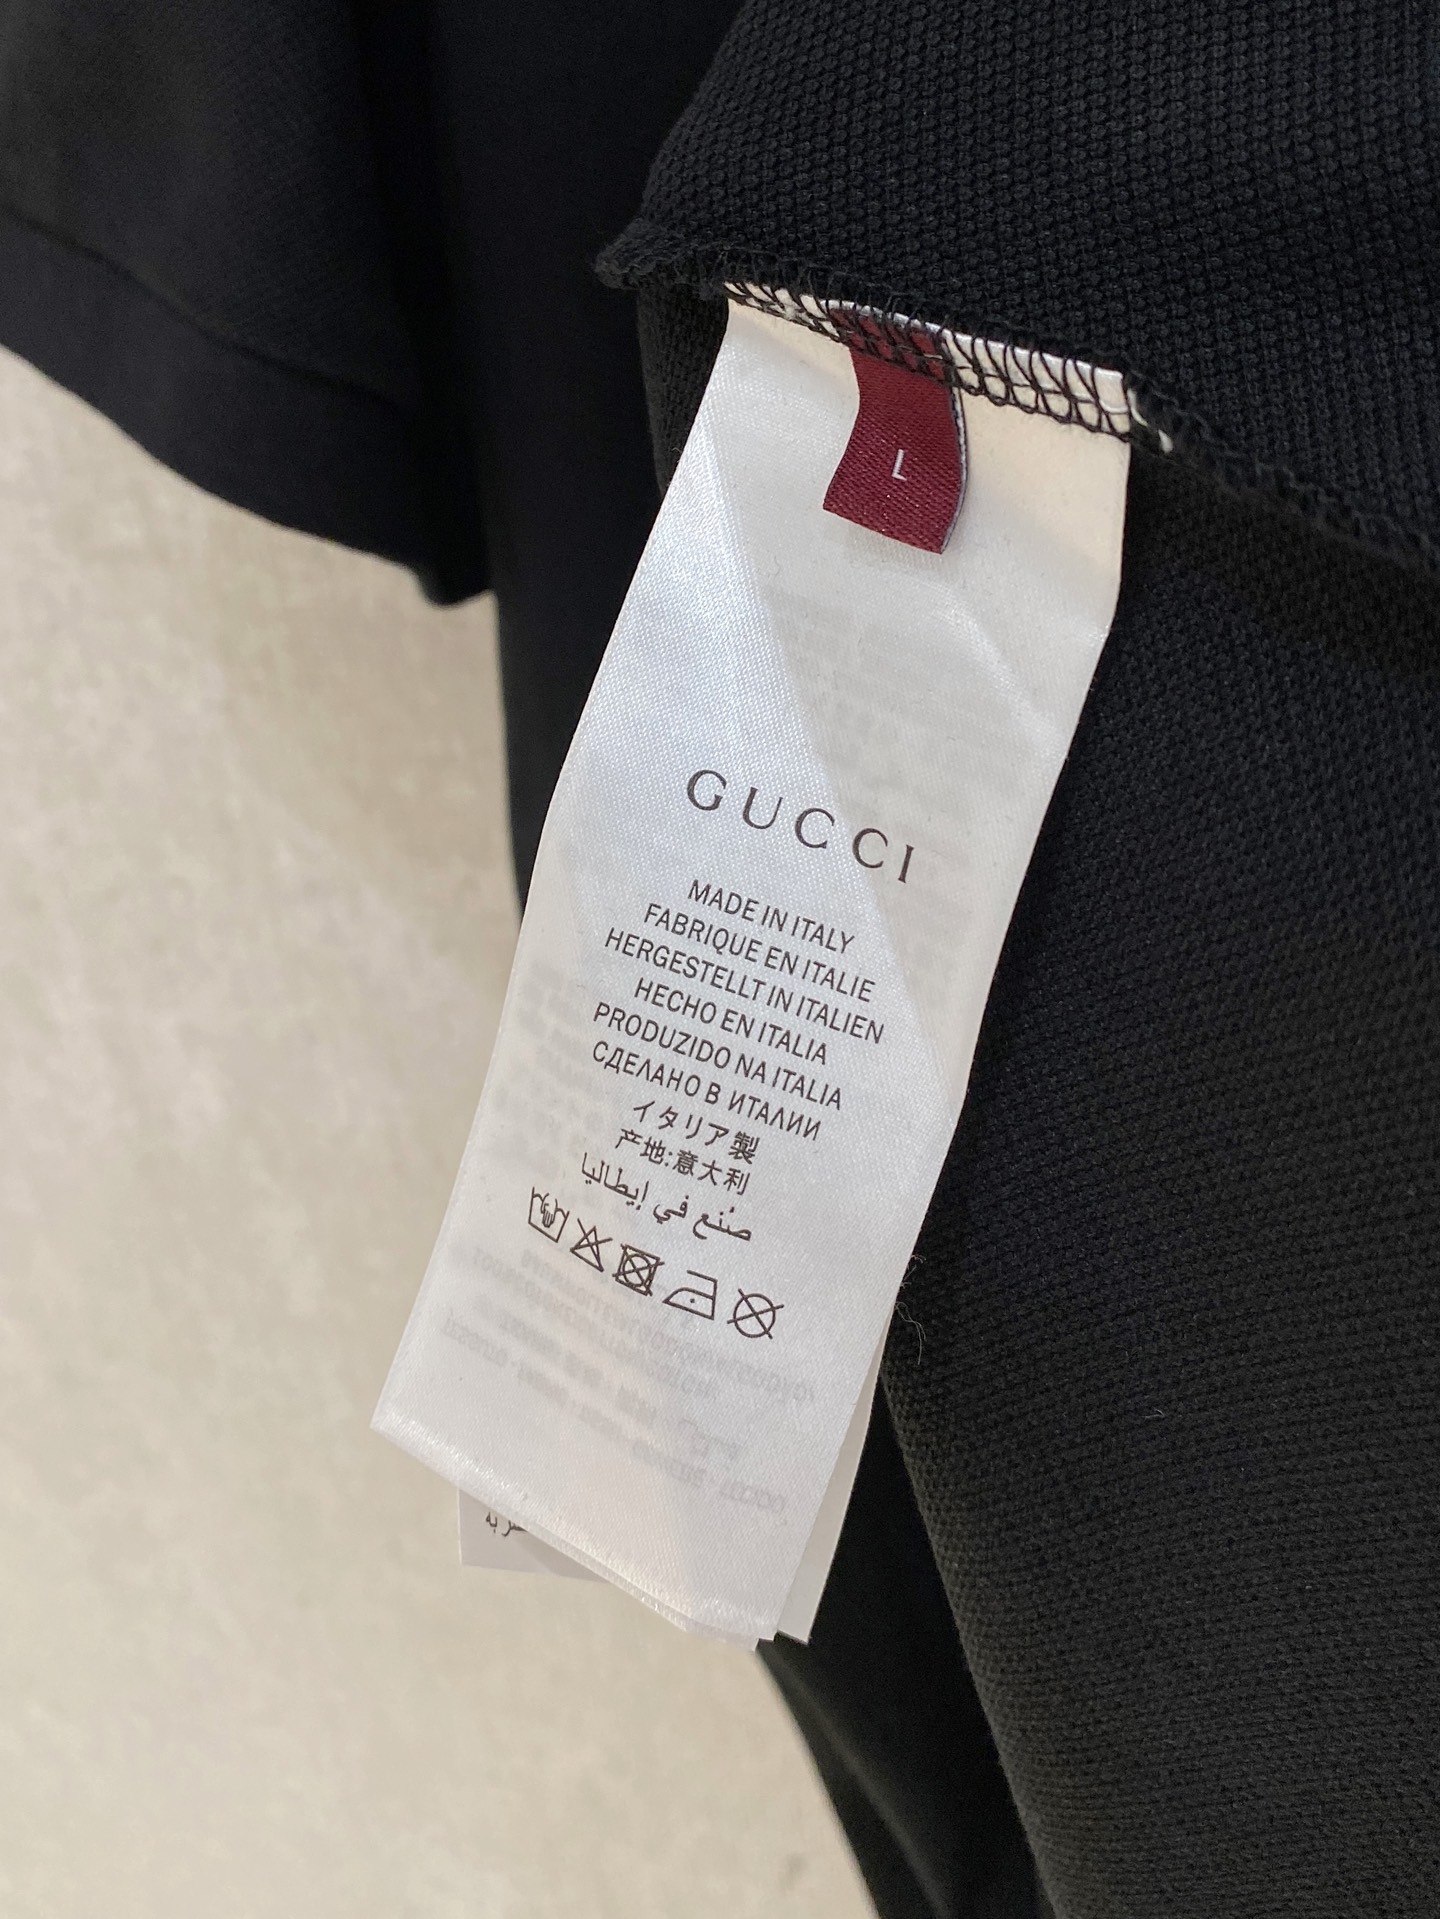 L
GUCCI
MADE IN ITALY
FABRIQUE EN ITALIE
HERGESTELLT IN ITALIEN
HECHO EN ITALIA
PRODUZIDO NA ITALIA
СДЕЛАНО В ИТАЛИИ
イタリア製
产地:意大利
صُنع في إيطاليا